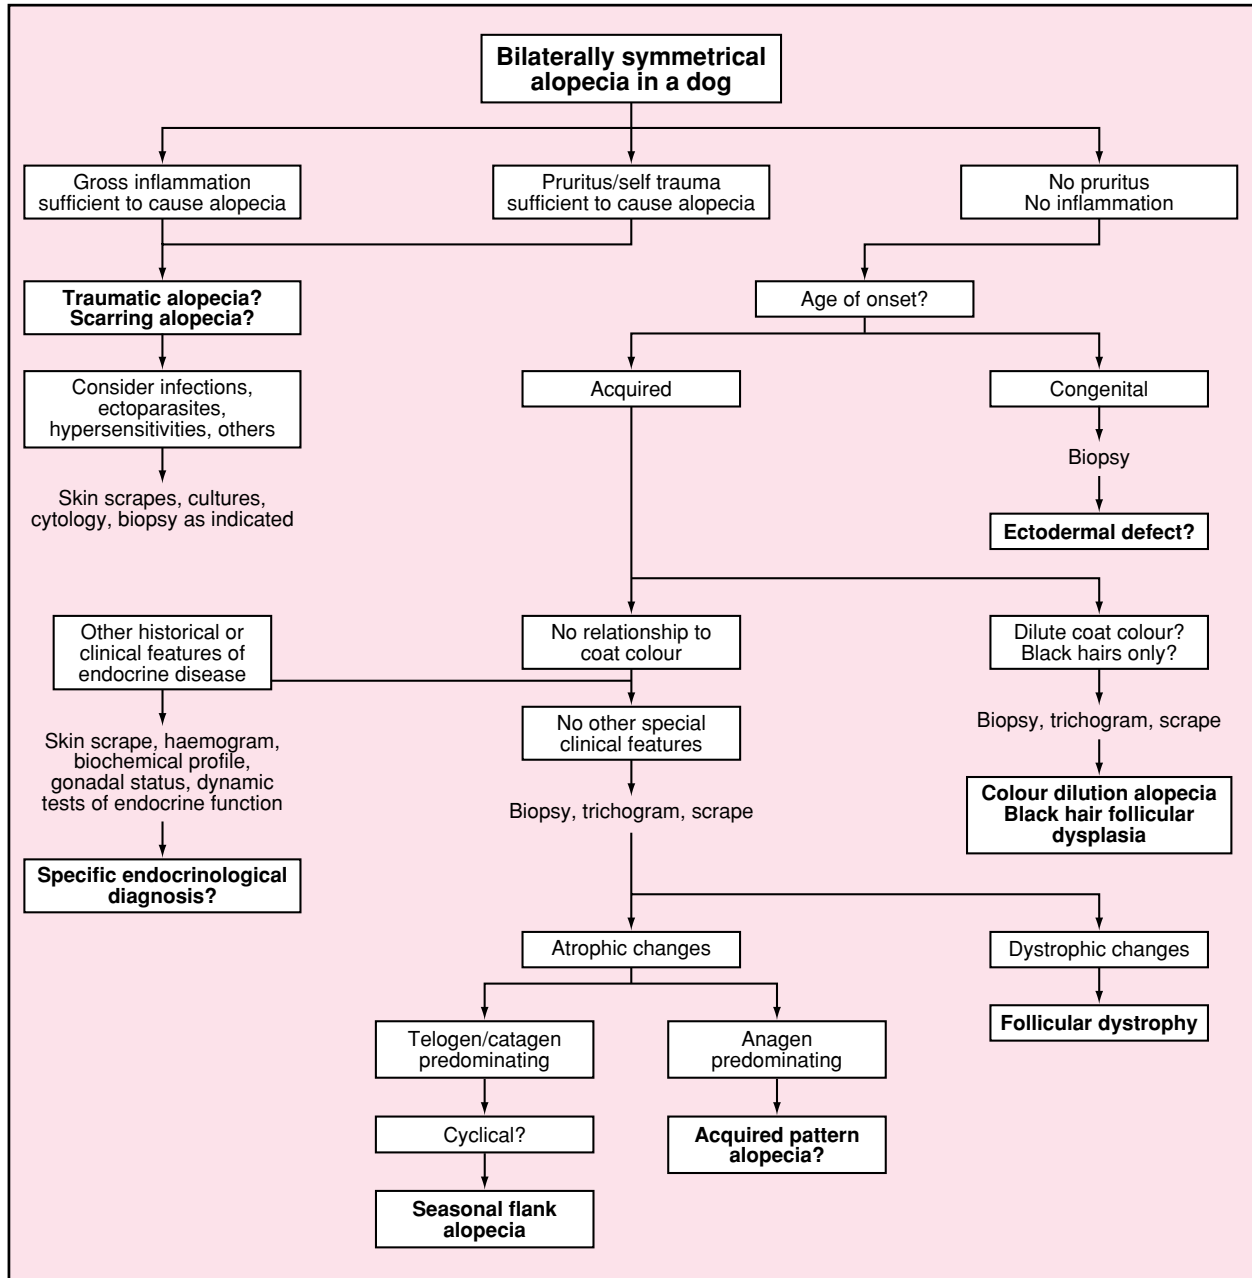 Bilaterally symmetrical
alopecia in a dog
Gross inflammation
sufficient to cause alopecia
Pruritus/self trauma
sufficient to cause alopecia
No pruritus
No inflammation
Traumatic alopecia?
Scarring alopecia?
Age of onset?
Consider infections,
ectoparasites,
hypersensitivities, others
Acquired
Congenital
Skin scrapes, cultures,
cytology, biopsy as indicated
Biopsy
Ectodermal defect?
Other historical or
clinical features of
endocrine disease
No relationship to
coat colour
Dilute coat colour?
Black hairs only?
Skin scrape, haemogram,
biochemical profile,
gonadal status, dynamic
tests of endocrine function
No other special
clinical features
Biopsy, trichogram, scrape
Biopsy, trichogram, scrape
Colour dilution alopecia
Black hair follicular
dysplasia
Specific endocrinological
diagnosis?
Atrophic changes
Dystrophic changes
Telogen/catagen
predominating
Anagen
predominating
Follicular dystrophy
Cyclical?
Acquired pattern
alopecia?
Seasonal flank
alopecia